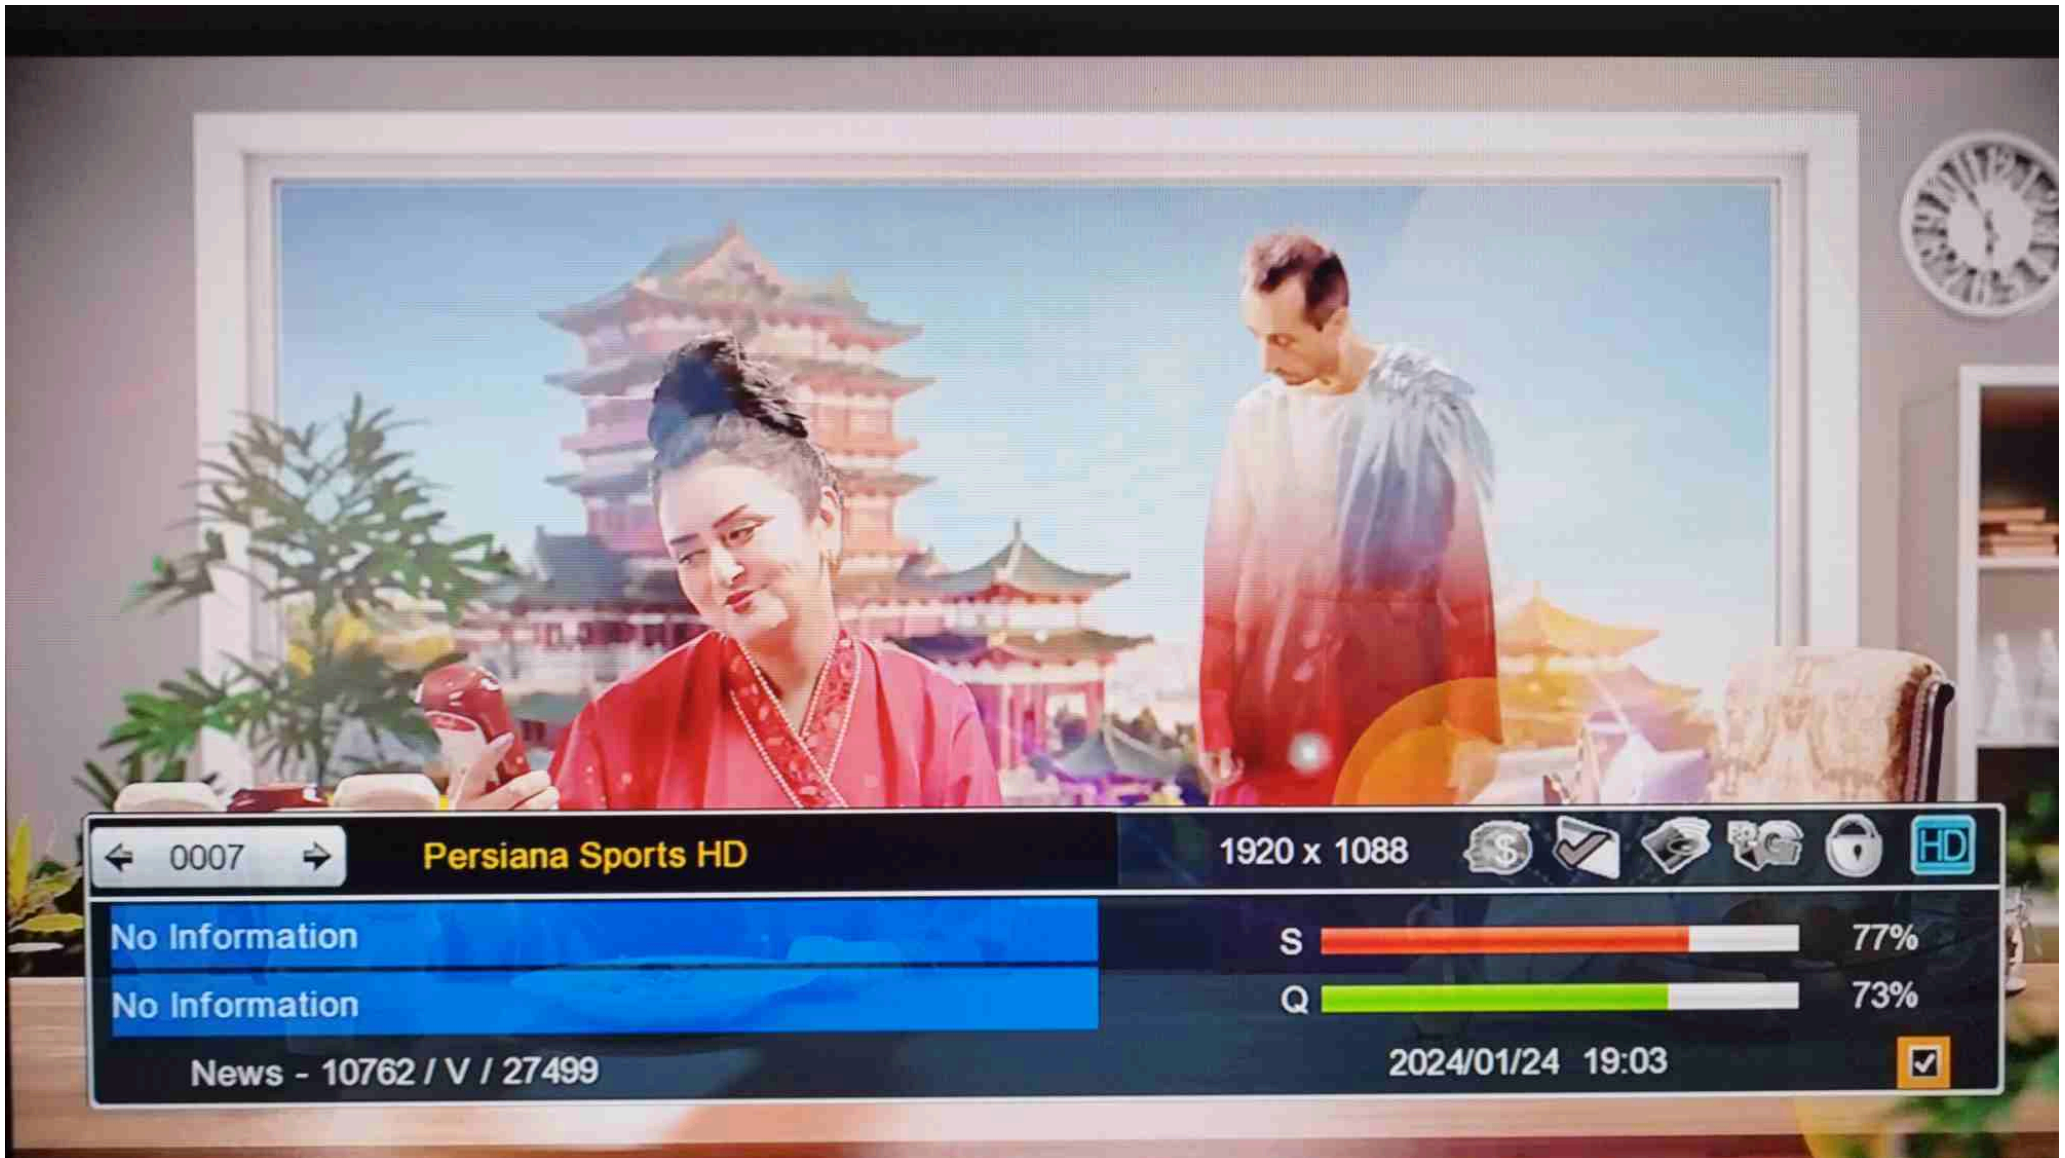 0007
Persiana Sports HD
1920 x 1088
HD
No Information
S 77%
No Information
Q 73%
News - 10762 / V / 27499
2024/01/24 19:03